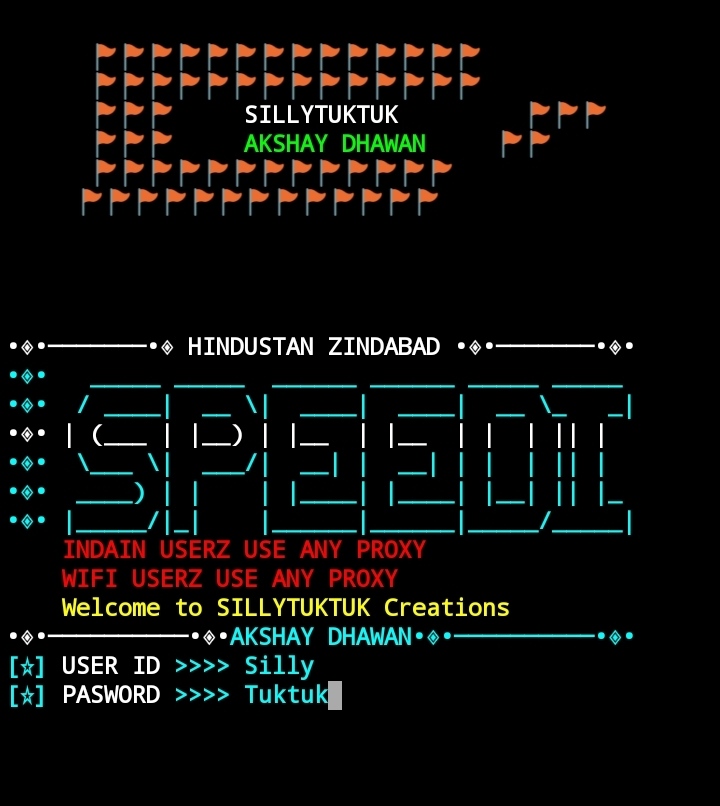 SILLYTUKTUK
AKSHAY DHAWAN
HINDUSTAN ZINDABAD
SPEEDI
INDAIN USERZ USE ANY PROXY
WIFI USERZ USE ANY PROXY
Welcome to SILLYTUKTUK Creations
AKSHAY DHAWAN
[☆] USER ID >>>> Silly
[☆] PASWORD >>>> Tuktuk